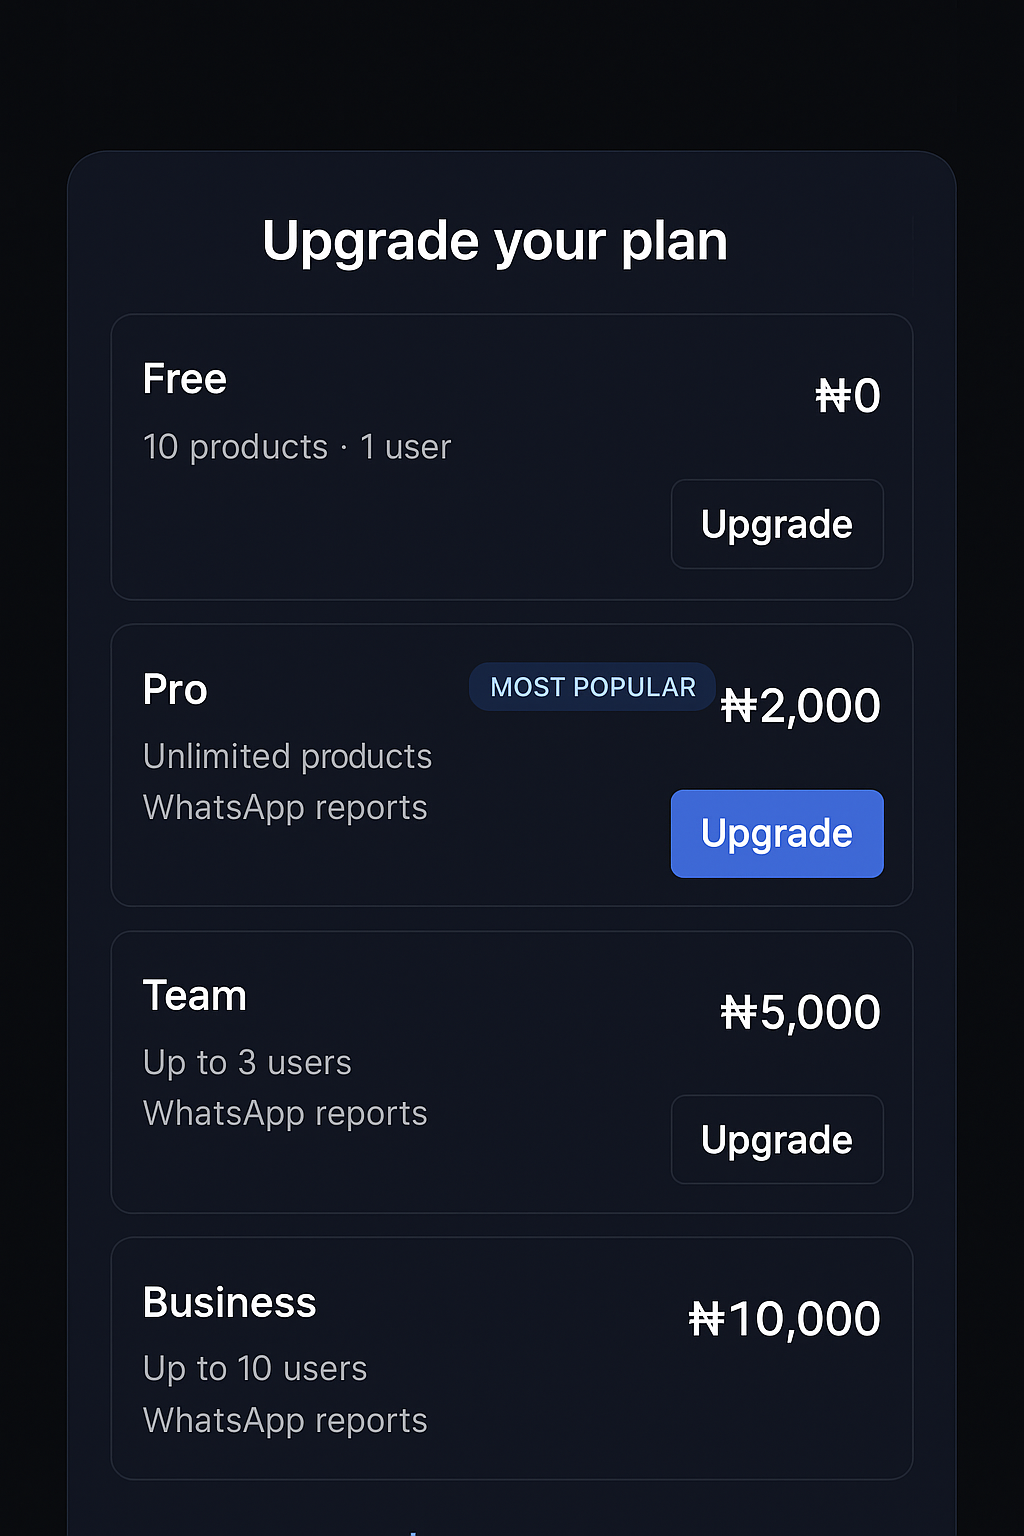 Upgrade your plan
Free
₦0
10 products · 1 user
Upgrade
Pro
MOST POPULAR
₦2,000
Unlimited products
WhatsApp reports
Upgrade
Team
₦5,000
Up to 3 users
WhatsApp reports
Upgrade
Business
₦10,000
Up to 10 users
WhatsApp reports